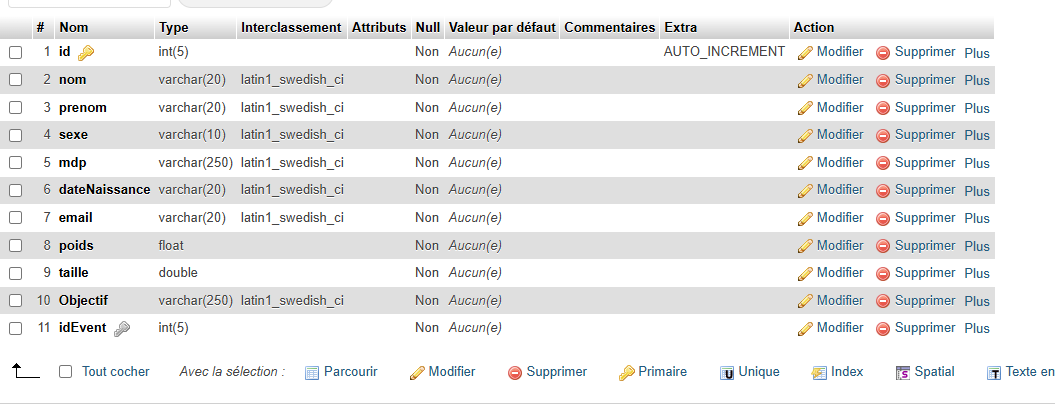 # Nom Type Interclassement Attributs Null Valeur par défaut Commentaires Extra Action
1 id int(5) Non Aucun(e) AUTO_INCREMENT Modifier Supprimer Plus
2 nom varchar(20) latin1_swedish_ci Non Aucun(e) Modifier Supprimer Plus
3 prenom varchar(20) latin1_swedish_ci Non Aucun(e) Modifier Supprimer Plus
4 sexe varchar(10) latin1_swedish_ci Non Aucun(e) Modifier Supprimer Plus
5 mdp varchar(250) latin1_swedish_ci Non Aucun(e) Modifier Supprimer Plus
6 dateNaissance varchar(20) latin1_swedish_ci Non Aucun(e) Modifier Supprimer Plus
7 email varchar(20) latin1_swedish_ci Non Aucun(e) Modifier Supprimer Plus
8 poids float Non Aucun(e) Modifier Supprimer Plus
9 taille double Non Aucun(e) Modifier Supprimer Plus
10 Objectif varchar(250) latin1_swedish_ci Non Aucun(e) Modifier Supprimer Plus
11 idEvent int(5) Non Aucun(e) Modifier Supprimer Plus
Tout cocher Avec la sélection : Parcourir Modifier Supprimer Primaire U Unique Index S Spatial T Texte en